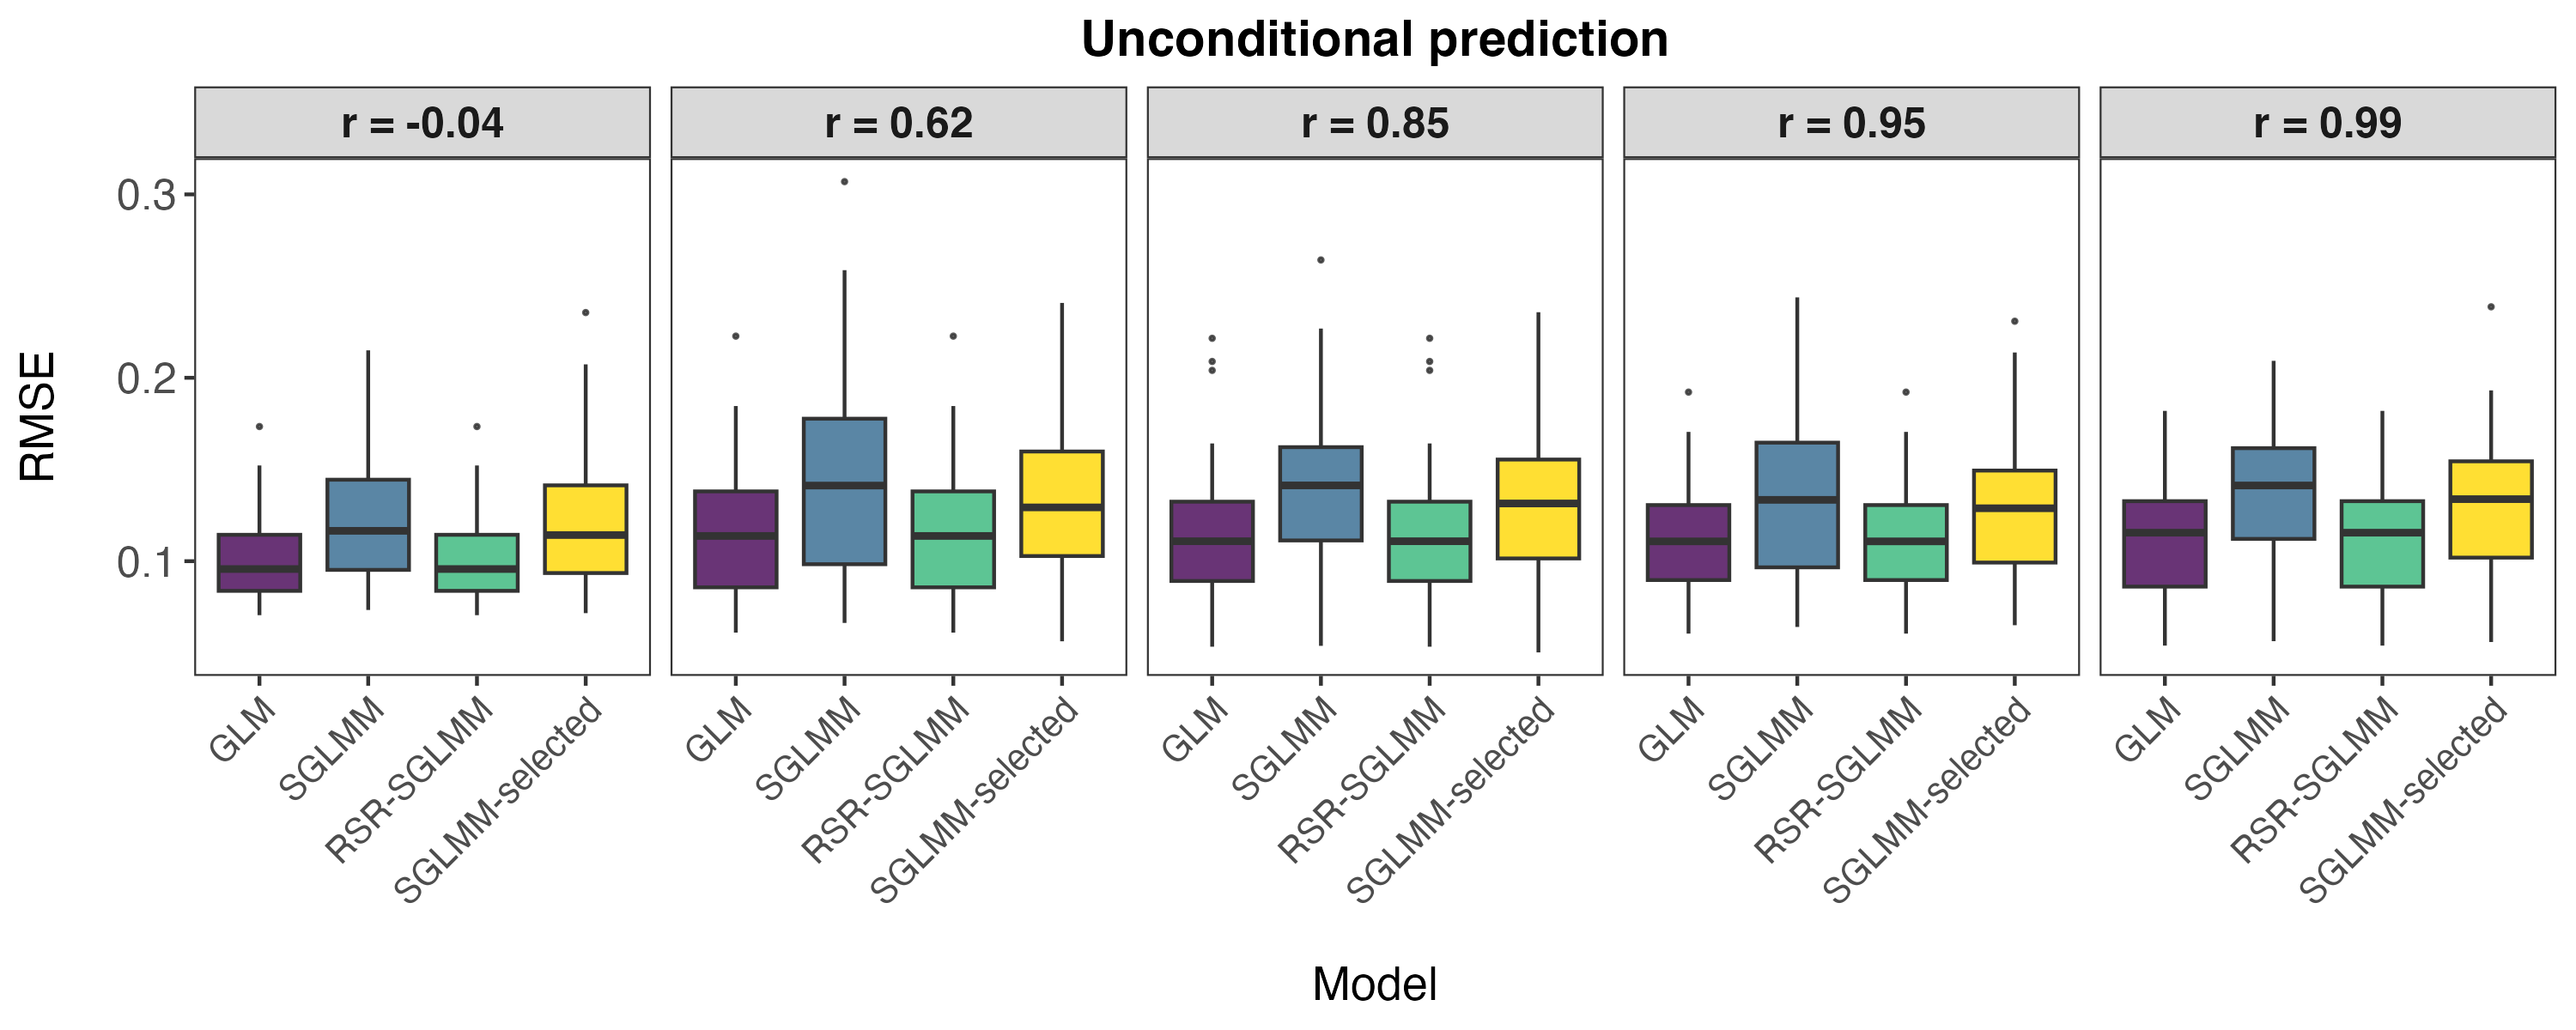 Unconditional prediction
r = -0.04 r = 0.62 r = 0.85 r = 0.95 r = 0.99
RMSE
0.3
0.2
0.1
GLM SGLMM RSR-SGLMM SGLMM-selected GLM SGLMM RSR-SGLMM SGLMM-selected GLM SGLMM RSR-SGLMM SGLMM-selected GLM SGLMM RSR-SGLMM SGLMM-selected GLM SGLMM RSR-SGLMM SGLMM-selected
Model